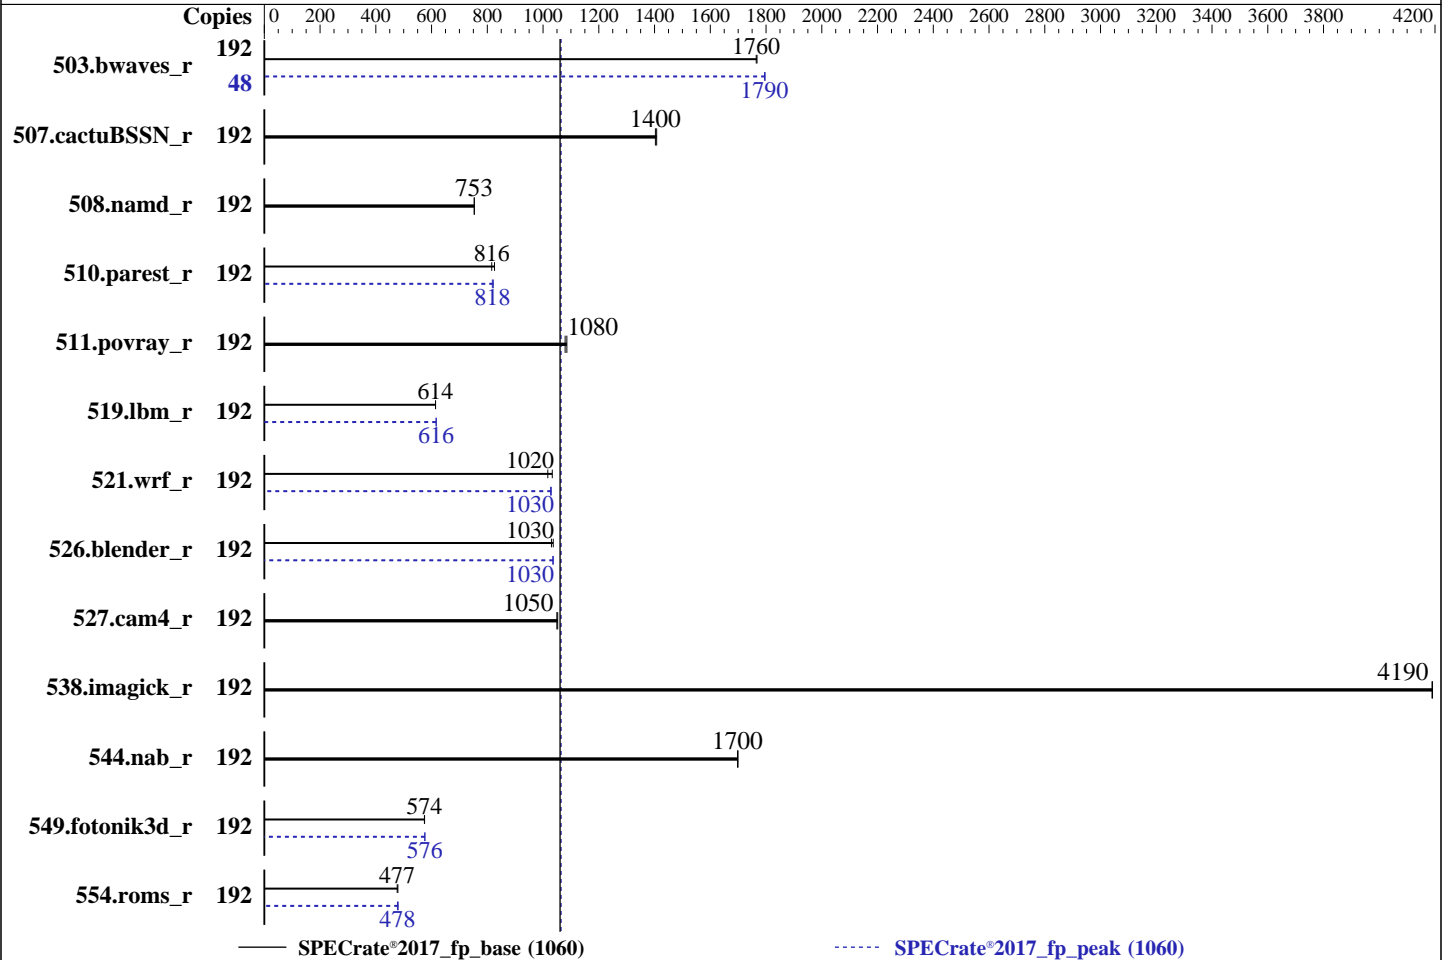 Copies 0 200 400 600 800 1000 1200 1400 1600 1800 2000 2200 2400 2600 2800 3000 3200 3400 3600 3800 4200
503.bwaves_r 192 1760
48 1790
507.cactuBSSN_r 192 1400
508.namd_r 192 753
510.parest_r 192 816
818
511.povray_r 192 1080
519.lbm_r 192 614
616
521.wrf_r 192 1020
1030
526.blender_r 192 1030
1030
527.cam4_r 192 1050
538.imagick_r 192 4190
544.nab_r 192 1700
549.fotonik3d_r 192 574
576
554.roms_r 192 477
478
SPECrate®2017_fp_base (1060) SPECrate®2017_fp_peak (1060)